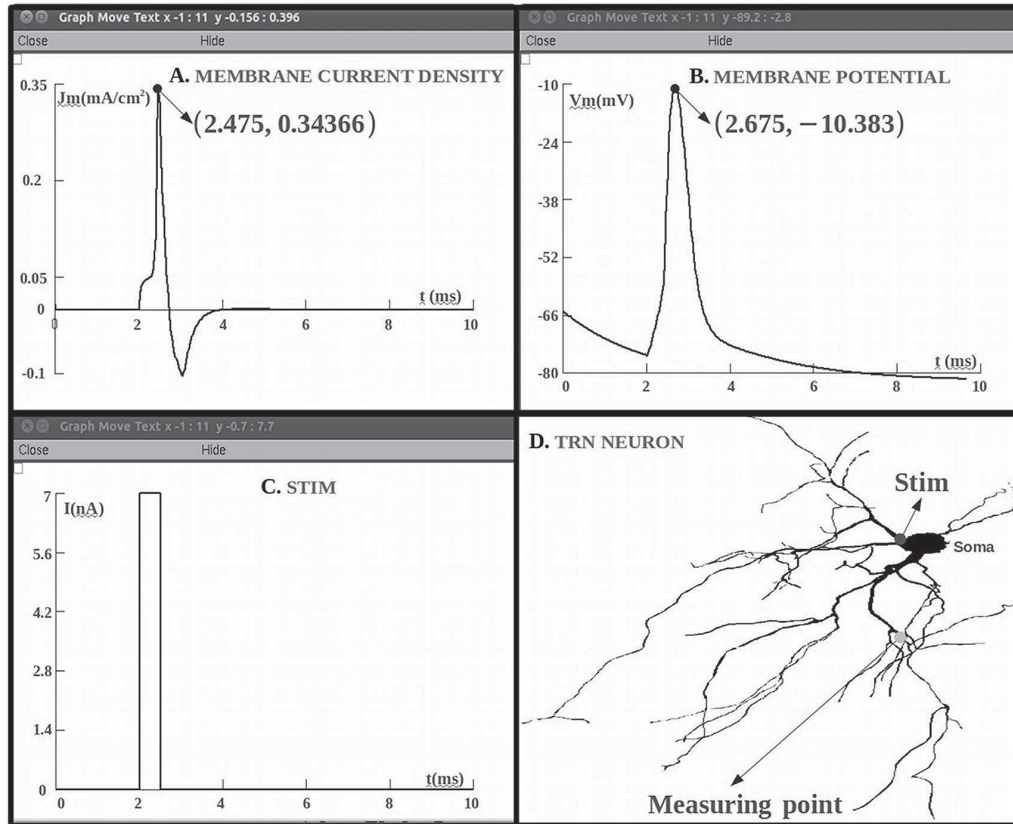 Graph Move Text x -1 : 11 y -0.156 : 0.396
Close Hide
A. MEMBRANE CURRENT DENSITY
Jm(mA/cm²)
(2.475, 0.34366)
0.35
0.2
0.05
0
-0.1
0 2 4 6 8 10
t (ms)
Graph Move Text x -1 : 11 y -89.2 : -2.8
Close Hide
B. MEMBRANE POTENTIAL
Vm(mV)
(2.675, −10.383)
-10
-24
-38
-52
-66
-80
0 2 4 6 8 10
t (ms)
Graph Move Text x -1 : 11 y -0.7 : 7.7
Close Hide
C. STIM
I(nA)
7
5.6
4.2
2.8
1.4
0
0 2 4 6 8 10
t(ms)
D. TRN NEURON
Stim
Soma
Measuring point